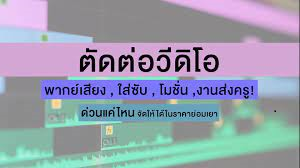 ตัดต่อวีดิโอ
พากย์เสียง , ใส่ซับ , โมชั่น ,งานส่งครู!
ด่วนแค่ไหน จัดให้ได้ในราคาย่อมเยา